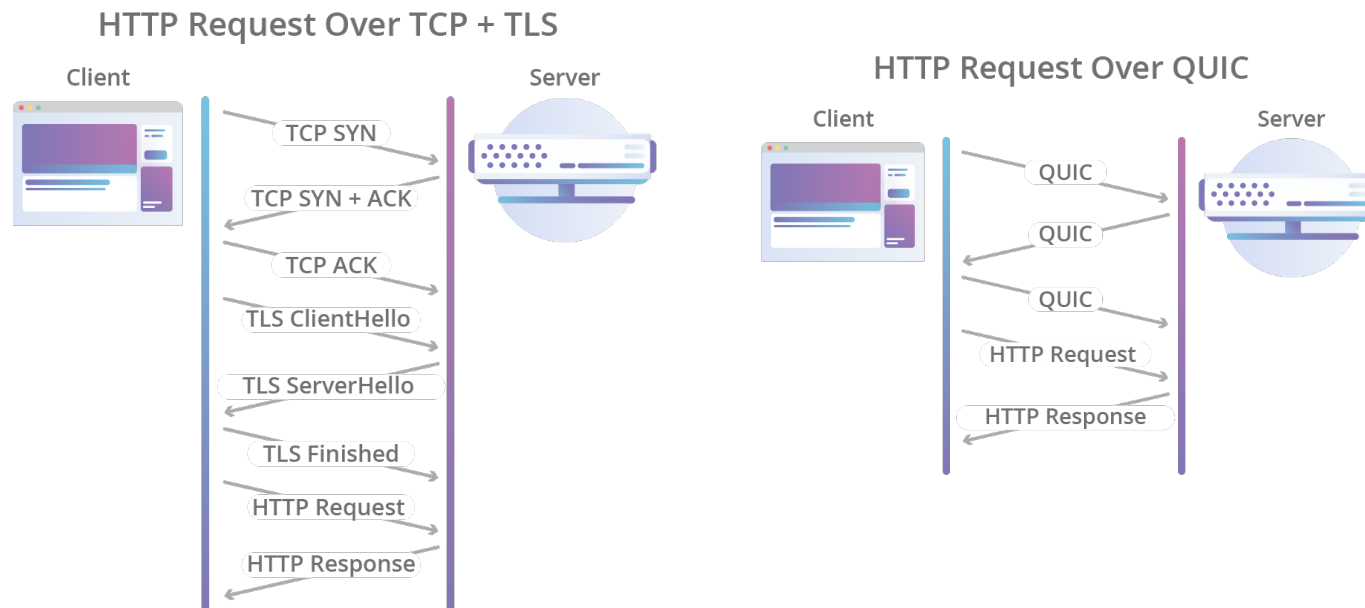 HTTP Request Over TCP + TLS
Client
Server
TCP SYN
TCP SYN + ACK
TCP ACK
TLS ClientHello
TLS ServerHello
TLS Finished
HTTP Request
HTTP Response
HTTP Request Over QUIC
Client
Server
QUIC
QUIC
QUIC
HTTP Request
HTTP Response